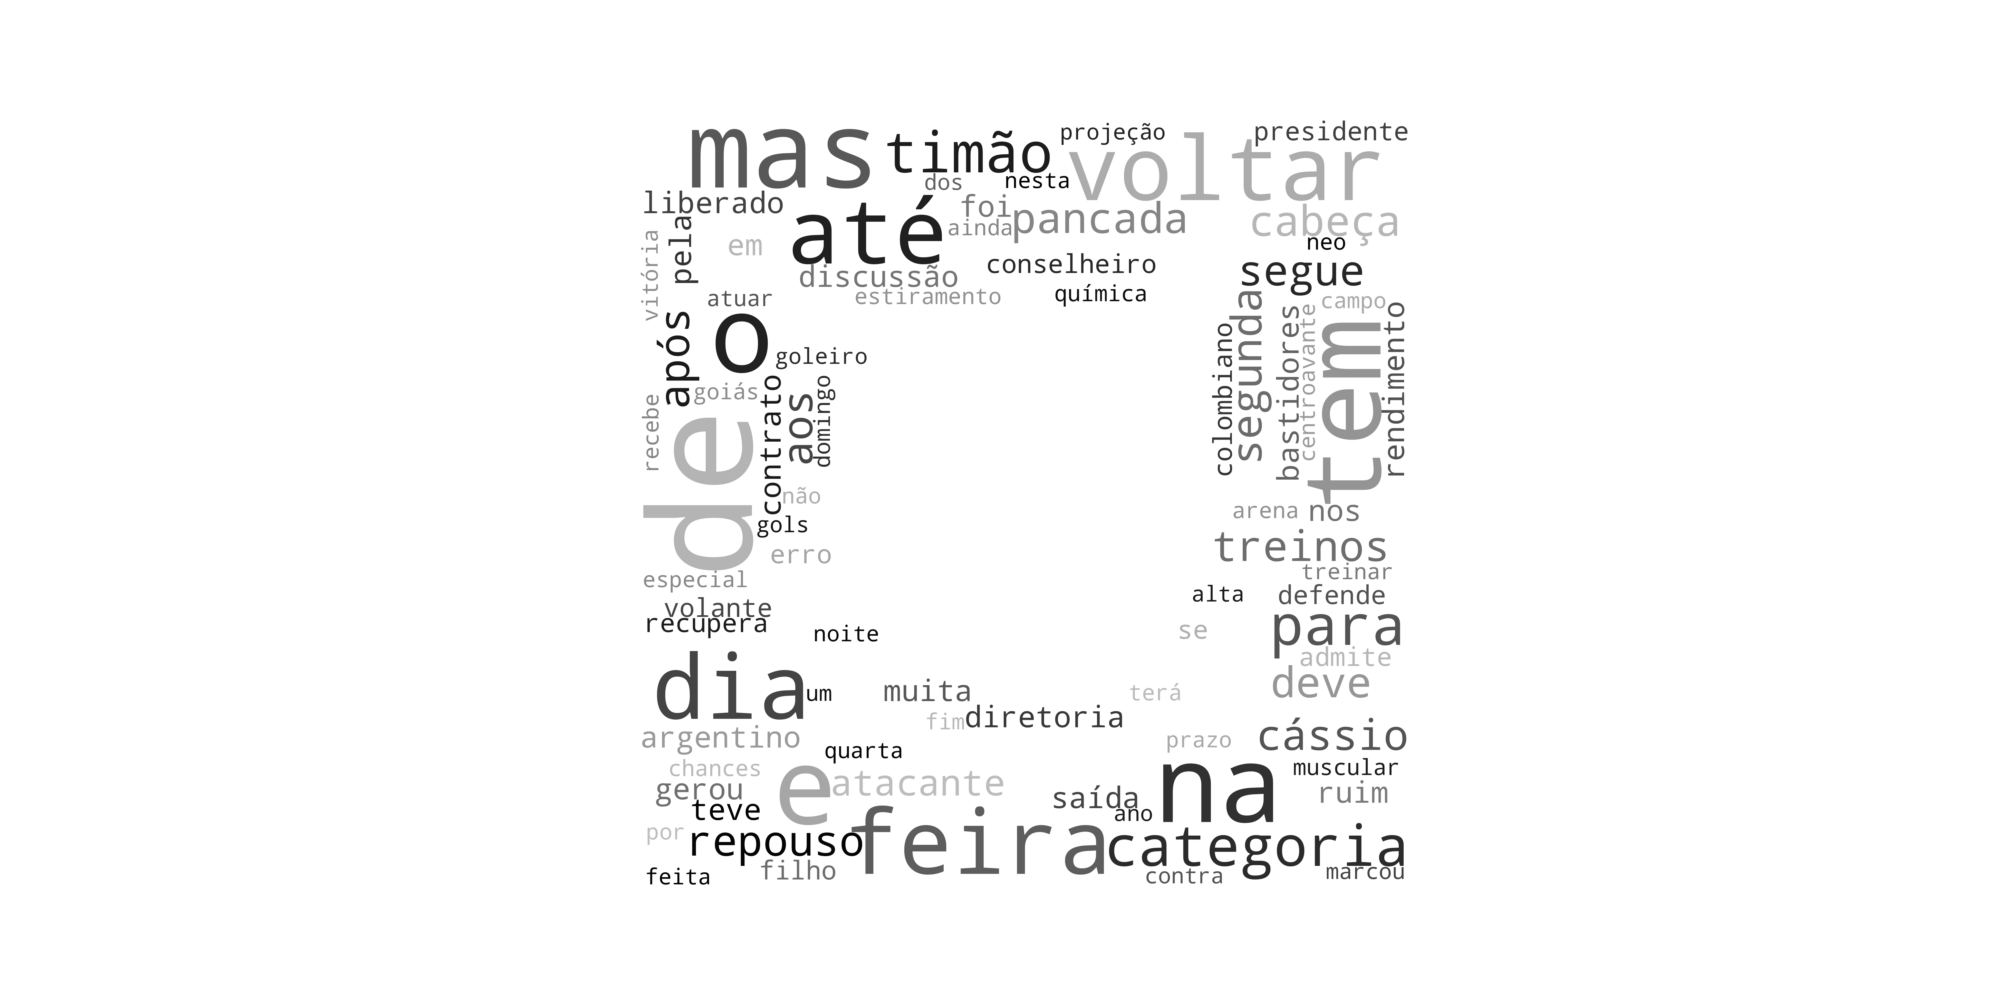 mas
timão
projeção
voltar
presidente
dos
nesta
liberado
até
foi
ainda
pancada
cabeça
vitória
pela
em
discussão
estiramento
conselheiro
química
neo
segue
atuar
após
o
goleiro
goiás
recebe
de
contrato
aos
domingo
não
gols
erro
colombiano
segunda
bastidores
centroavante
campo
tem
rendimento
arena
nos
treinos
treinar
especial
volante
recupera
noite
alta
defende
se
para
admite
deve
dia
um
muita
terá
fim
diretoria
argentino
quarta
prazo
cássio
chances
gerou
teve
e
atacante
saída
ano
na
muscular
ruim
por
repouso
feira
categoria
feita
filho
contra
marcou